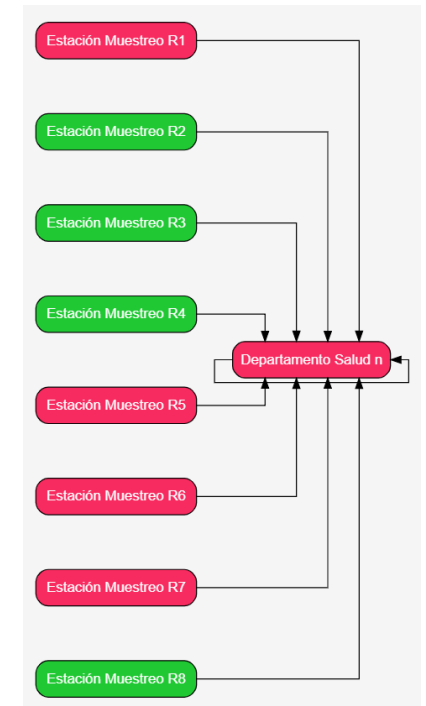 Estación Muestreo R1
Estación Muestreo R2
Estación Muestreo R3
Estación Muestreo R4
Departamento Salud n
Estación Muestreo R5
Estación Muestreo R6
Estación Muestreo R7
Estación Muestreo R8